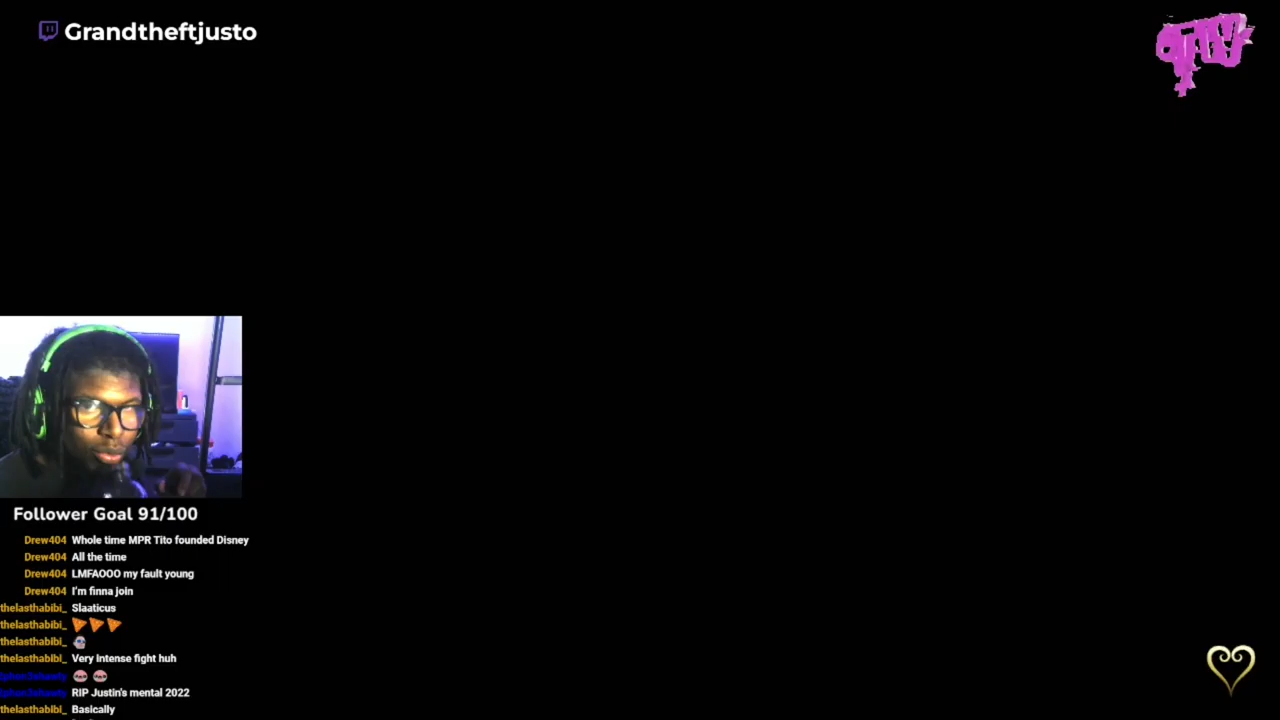 Grandtheftjusto
Follower Goal 91/100
Drew404 Whole time MPR Tito founded Disney
Drew404 All the time
Drew404 LMFAOOO my fault young
Drew404 I'm finna join
thelasthabibi_ Slaaticus
thelasthabibi_
thelasthabibi_
thelasthabibi_ Very Intense fight huh
RIP Justin's mental 2022
thelasthabibi_ Basically